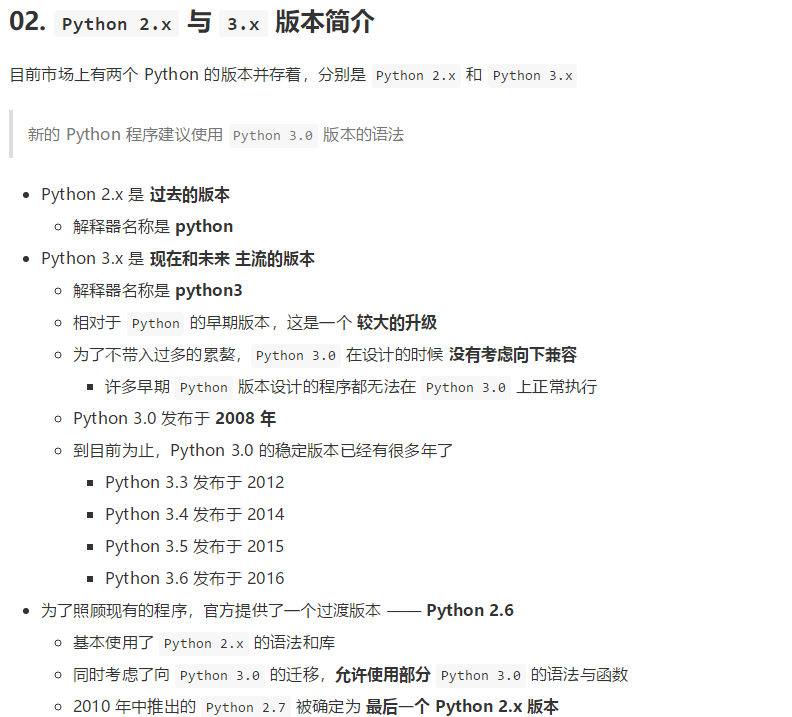 02. Python 2.x 与 3.x 版本简介
目前市场上有两个 Python 的版本并存着，分别是 Python 2.x 和 Python 3.x
新的 Python 程序建议使用 Python 3.0 版本的语法
Python 2.x 是 过去的版本
解释器名称是 python
Python 3.x 是 现在和未来 主流的版本
解释器名称是 python3
相对于 Python 的早期版本，这是一个 较大的升级
为了不带入过多的累赘，Python 3.0 在设计的时候 没有考虑向下兼容
许多早期 Python 版本设计的程序都无法在 Python 3.0 上正常执行
Python 3.0 发布于 2008 年
到目前为止，Python 3.0 的稳定版本已经有很多年了
Python 3.3 发布于 2012
Python 3.4 发布于 2014
Python 3.5 发布于 2015
Python 3.6 发布于 2016
为了照顾现有的程序，官方提供了一个过渡版本 —— Python 2.6
基本使用了 Python 2.x 的语法和库
同时考虑了向 Python 3.0 的迁移，允许使用部分 Python 3.0 的语法与函数
2010 年中推出的 Python 2.7 被确定为 最后一个 Python 2.x 版本